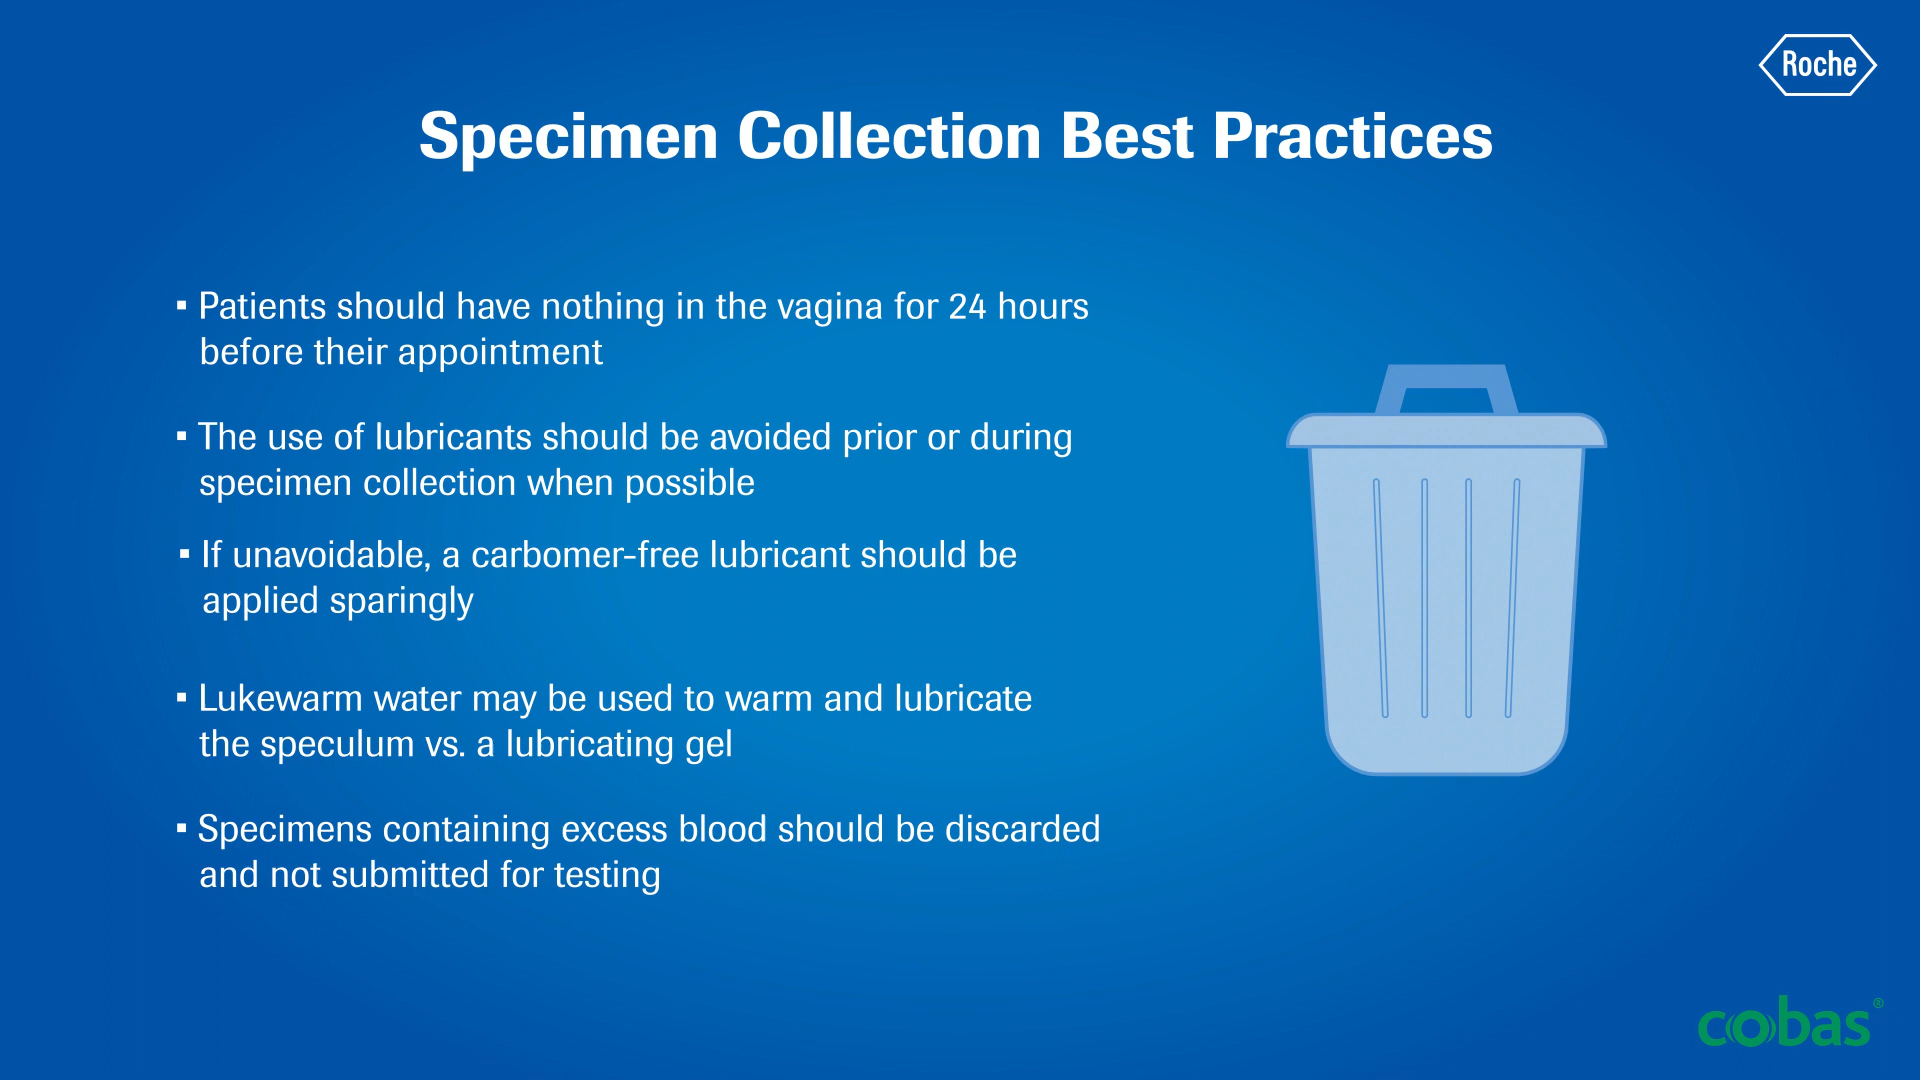 Roche
Specimen Collection Best Practices
▪ Patients should have nothing in the vagina for 24 hours
before their appointment
▪ The use of lubricants should be avoided prior or during
specimen collection when possible
▪ If unavoidable, a carbomer-free lubricant should be
applied sparingly
▪ Lukewarm water may be used to warm and lubricate
the speculum vs. a lubricating gel
▪ Specimens containing excess blood should be discarded
and not submitted for testing
cobas®